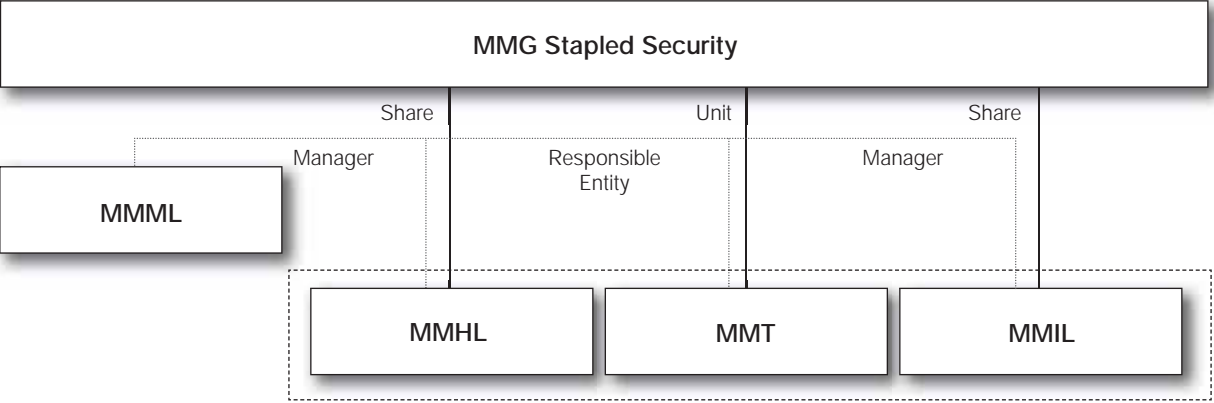 MMG Stapled Security
Share
Unit
Share
Manager
Responsible
Entity
Manager
MMML
MMHL
MMT
MMIL